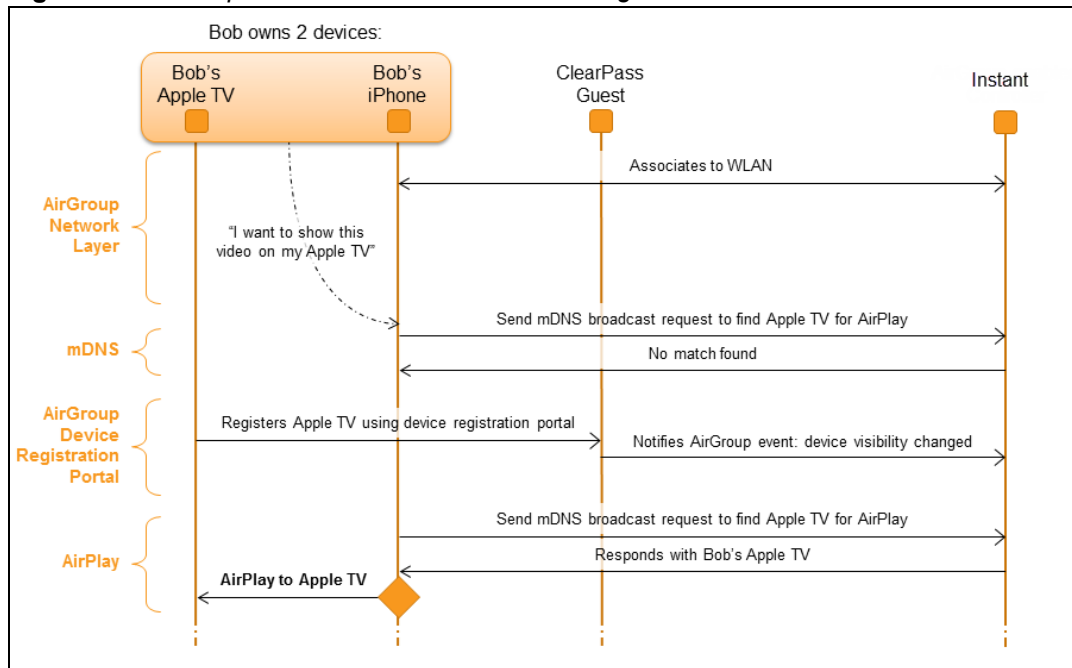 Bob owns 2 devices:
Bob's
Apple TV
Bob's
iPhone
ClearPass
Guest
Instant
AirGroup
Network
Layer
Associates to WLAN
“I want to show this
video on my Apple TV”
mDNS
Send mDNS broadcast request to find Apple TV for AirPlay
No match found
AirGroup
Device
Registration
Portal
Registers Apple TV using device registration portal
Notifies AirGroup event: device visibility changed
AirPlay
Send mDNS broadcast request to find Apple TV for AirPlay
Responds with Bob's Apple TV
AirPlay to Apple TV